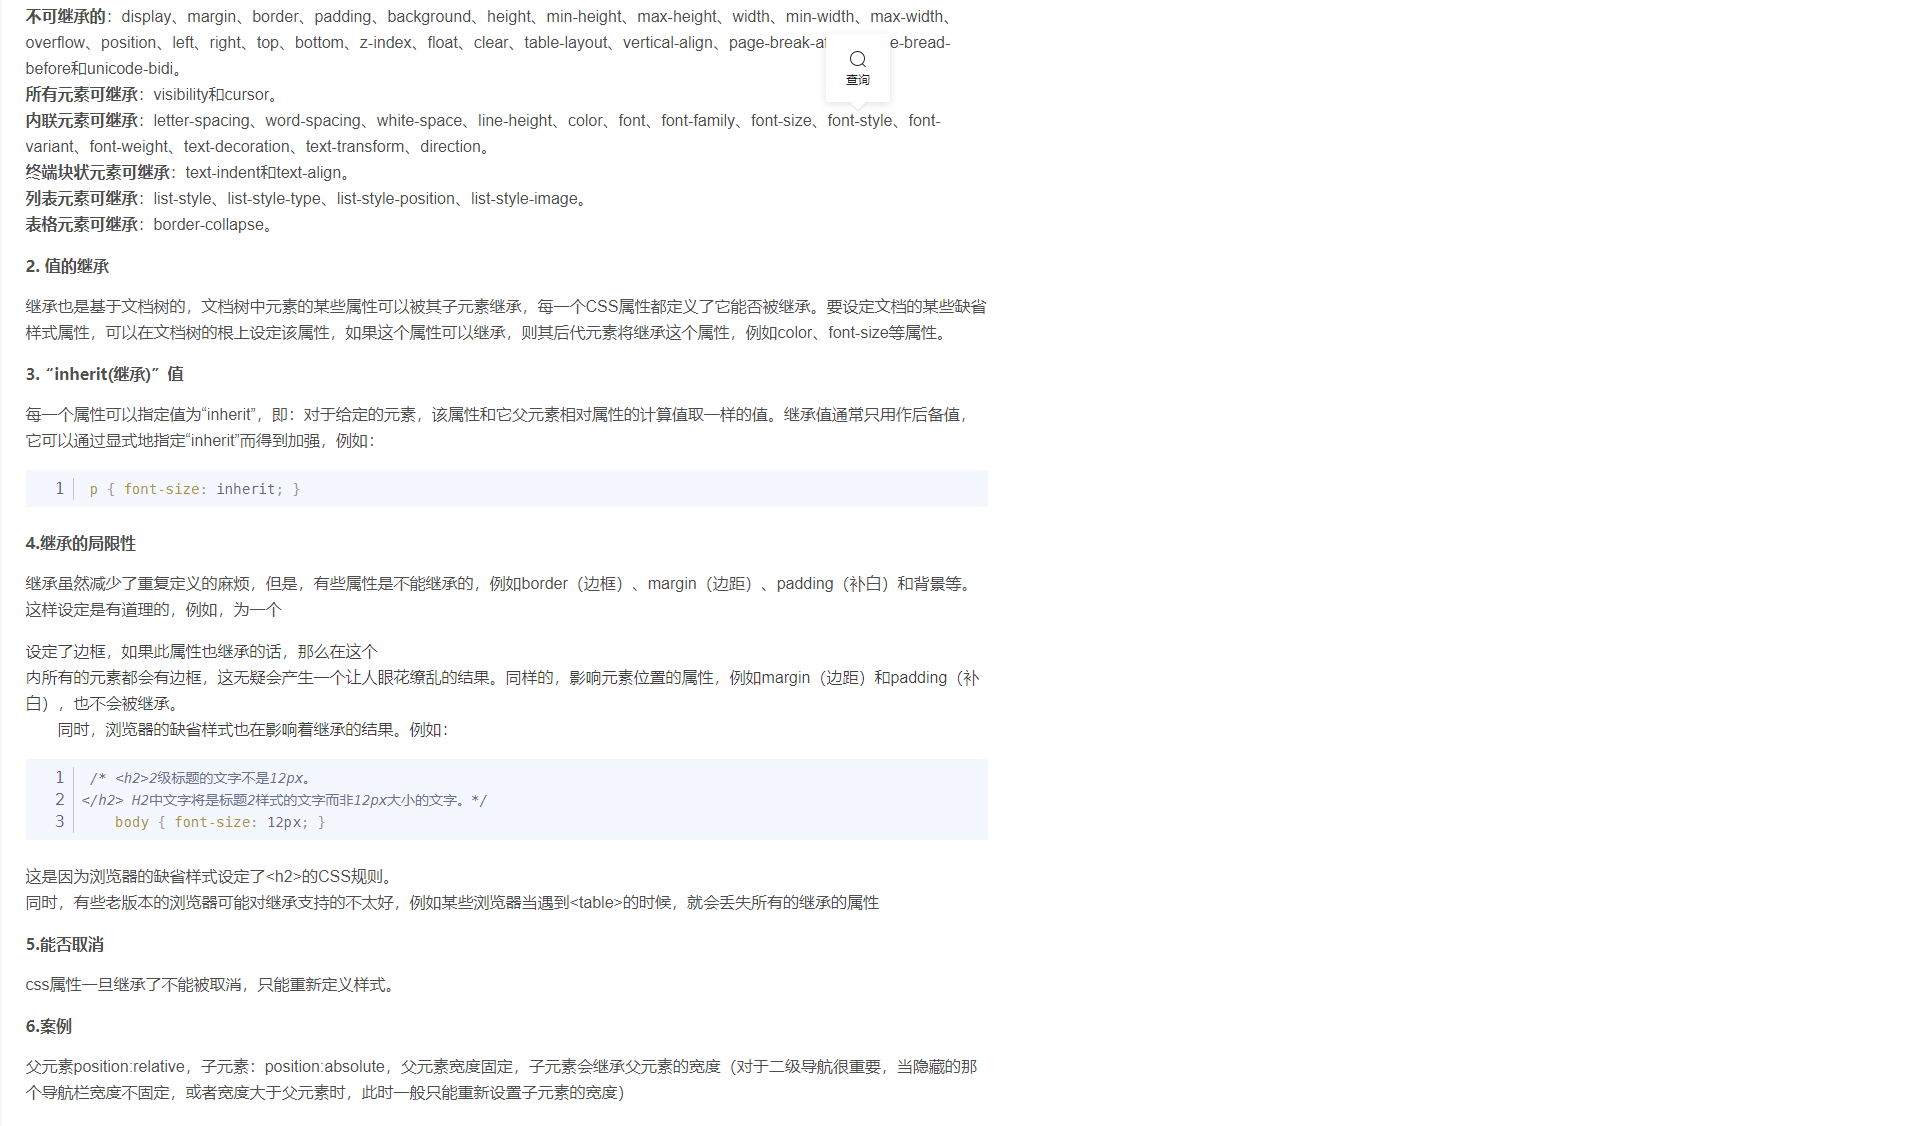 不可继承的：display、margin、border、padding、background、height、min-height、max-height、width、min-width、max-width、
overflow、position、left、right、top、bottom、z-index、float、clear、table-layout、vertical-align、page-break-a e-bread-
before和unicode-bidi。
查询
所有元素可继承：visibility和cursor。
内联元素可继承：letter-spacing、word-spacing、white-space、line-height、color、font、font-family、font-size、font-style、font-
variant、font-weight、text-decoration、text-transform、direction。
终端块状元素可继承：text-indent和text-align。
列表元素可继承：list-style、list-style-type、list-style-position、list-style-image。
表格元素可继承：border-collapse。
2. 值的继承
继承也是基于文档树的，文档树中元素的某些属性可以被其子元素继承，每一个CSS属性都定义了它能否被继承。要设定文档的某些缺省
样式属性，可以在文档树的根上设定该属性，如果这个属性可以继承，则其后代元素将继承这个属性，例如color、font-size等属性。
3. “inherit(继承)” 值
每一个属性可以指定值为“inherit”，即：对于给定的元素，该属性和它父元素相对属性的计算值取一样的值。继承值通常只用作后备值，
它可以通过显式地指定“inherit”而得到加强，例如：
1 p { font-size: inherit; }
4.继承的局限性
继承虽然减少了重复定义的麻烦，但是，有些属性是不能继承的，例如border（边框）、margin（边距）、padding（补白）和背景等。
这样设定是有道理的，例如，为一个
设定了边框，如果此属性也继承的话，那么在这个
内所有的元素都会有边框，这无疑会产生一个让人眼花缭乱的结果。同样的，影响元素位置的属性，例如margin（边距）和padding（补
白），也不会被继承。
同时，浏览器的缺省样式也在影响着继承的结果。例如：
1 /* <h2>2级标题的文字不是12px。
2 </h2> H2中文字将是标题2样式的文字而非12px大小的文字。*/
3 body { font-size: 12px; }
这是因为浏览器的缺省样式设定了<h2>的CSS规则。
同时，有些老版本的浏览器可能对继承支持的不太好，例如某些浏览器当遇到<table>的时候，就会丢失所有的继承的属性
5.能否取消
css属性一旦继承了不能被取消，只能重新定义样式。
6.案例
父元素position:relative，子元素：position:absolute，父元素宽度固定，子元素会继承父元素的宽度（对于二级导航很重要，当隐藏的那
个导航栏宽度不固定，或者宽度大于父元素时，此时一般只能重新设置子元素的宽度）